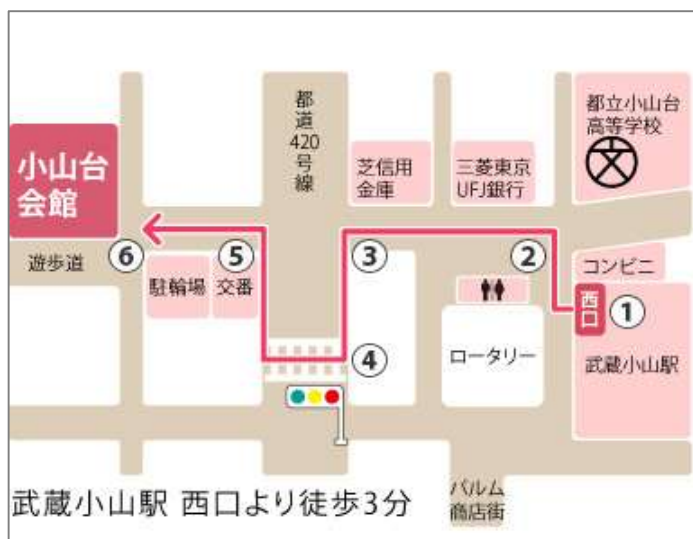 都立小山台
高等学校
文
都道420号線
小山台
会館
芝信用
金庫
三菱東京
UFJ銀行
遊歩道
⑥
⑤
③
②
コンビニ
駐輪場
交番
西口
①
④
ロータリー
武蔵小山駅
パルム
商店街
武蔵小山駅 西口より徒歩3分